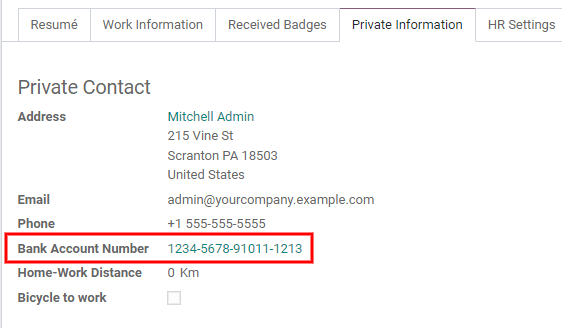 Resumé Work Information Received Badges Private Information HR Settings
Private Contact
Address Mitchell Admin
215 Vine St
Scranton PA 18503
United States
Email admin@yourcompany.example.com
Phone +1 555-555-5555
Bank Account Number 1234-5678-91011-1213
Home-Work Distance 0 Km
Bicycle to work